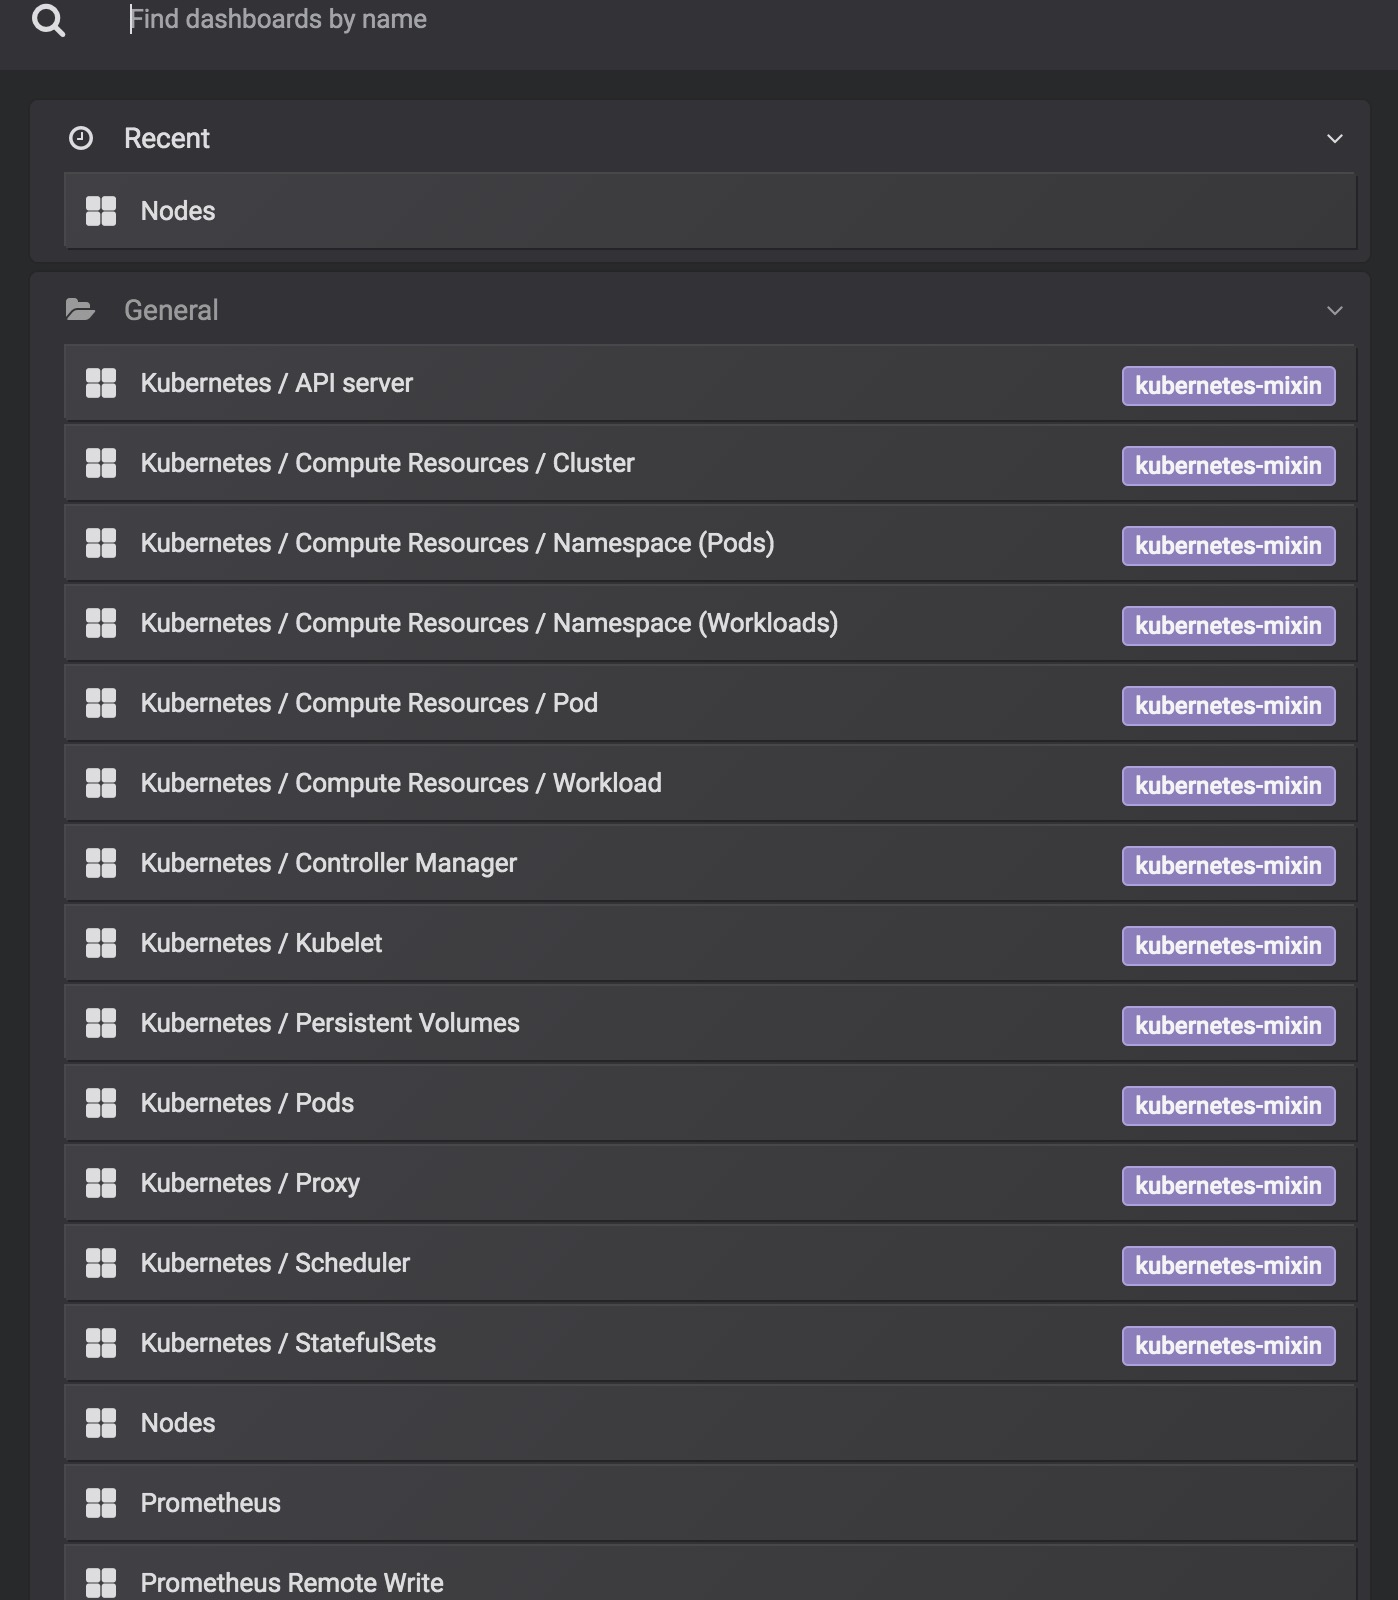 Find dashboards by name
Recent
Nodes
General
Kubernetes / API server kubernetes-mixin
Kubernetes / Compute Resources / Cluster kubernetes-mixin
Kubernetes / Compute Resources / Namespace (Pods) kubernetes-mixin
Kubernetes / Compute Resources / Namespace (Workloads) kubernetes-mixin
Kubernetes / Compute Resources / Pod kubernetes-mixin
Kubernetes / Compute Resources / Workload kubernetes-mixin
Kubernetes / Controller Manager kubernetes-mixin
Kubernetes / Kubelet kubernetes-mixin
Kubernetes / Persistent Volumes kubernetes-mixin
Kubernetes / Pods kubernetes-mixin
Kubernetes / Proxy kubernetes-mixin
Kubernetes / Scheduler kubernetes-mixin
Kubernetes / StatefulSets kubernetes-mixin
Nodes
Prometheus
Prometheus Remote Write